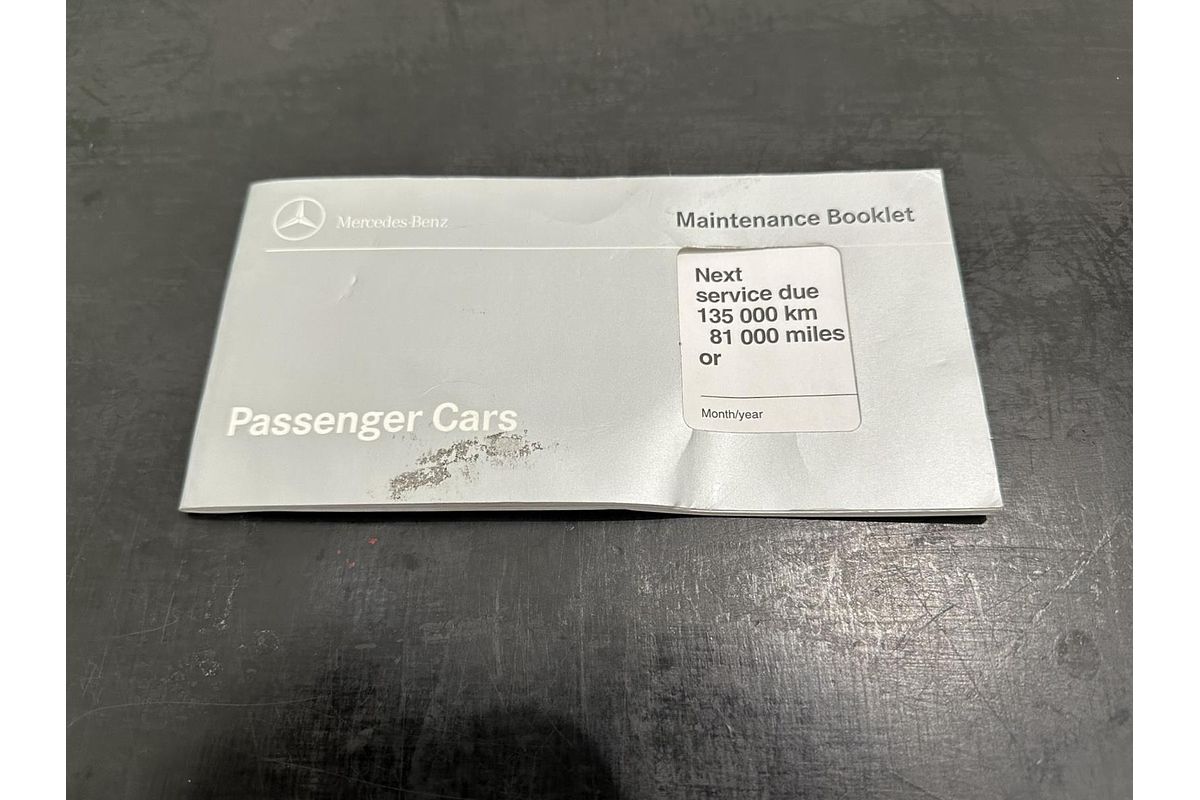 Mercedes-Benz
Maintenance Booklet
Next
service due
135 000 km
81 000 miles
or
Month/year
Passenger Cars